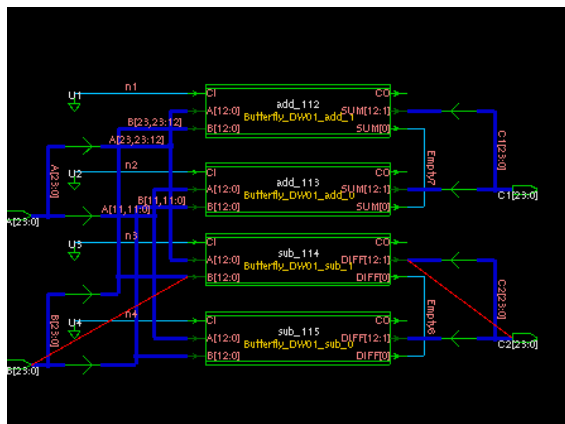 U1
n1
CI
add_112
CO
A[12:0]
Butterfly_DW01_add_1
SUM[12:1]
B[23,23:12]
B[12:0]
SUM[0]
A[23,23:12]
C1[23:0]
A[23:0]
U2
n2
CI
add_113
CO
Empty7
A[12:0]
Butterfly_DW01_add_0
SUM[12:1]
C1[23:0]
B[11,11:0]
A[11,11:0]
B[12:0]
SUM[0]
A[23:0]
U3
n3
CI
sub_114
CO
A[12:0]
Butterfly_DW01_sub_1
DIFF[12:1]
B[12:0]
DIFF[0]
C2[23:0]
B[23:0]
U4
n4
CI
sub_115
CO
Empty6
A[12:0]
Butterfly_DW01_sub_0
DIFF[12:1]
C2[23:0]
B[12:0]
DIFF[0]
B[23:0]